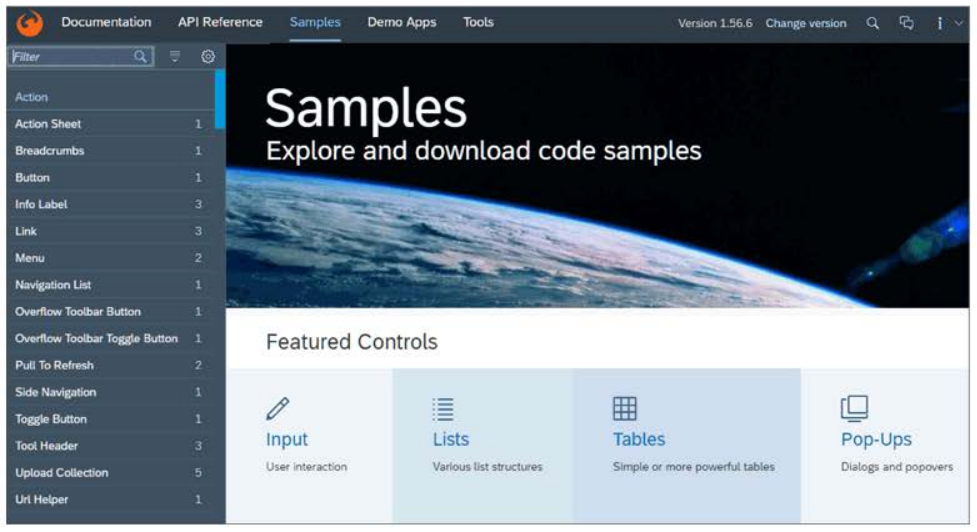 Documentation API Reference Samples Demo Apps Tools Version 1.56.6 Change version
Filter
Action
Action Sheet 1
Breadcrumbs 1
Button 1
Info Label 3
Link 3
Menu 2
Navigation List 1
Overflow Toolbar Button 1
Overflow Toolbar Toggle Button 1
Pull To Refresh 2
Side Navigation 1
Toggle Button 1
Tool Header 3
Upload Collection 5
Url Helper 1
Samples
Explore and download code samples
Featured Controls
Input
User interaction
Lists
Various list structures
Tables
Simple or more powerful tables
Pop-Ups
Dialogs and popovers